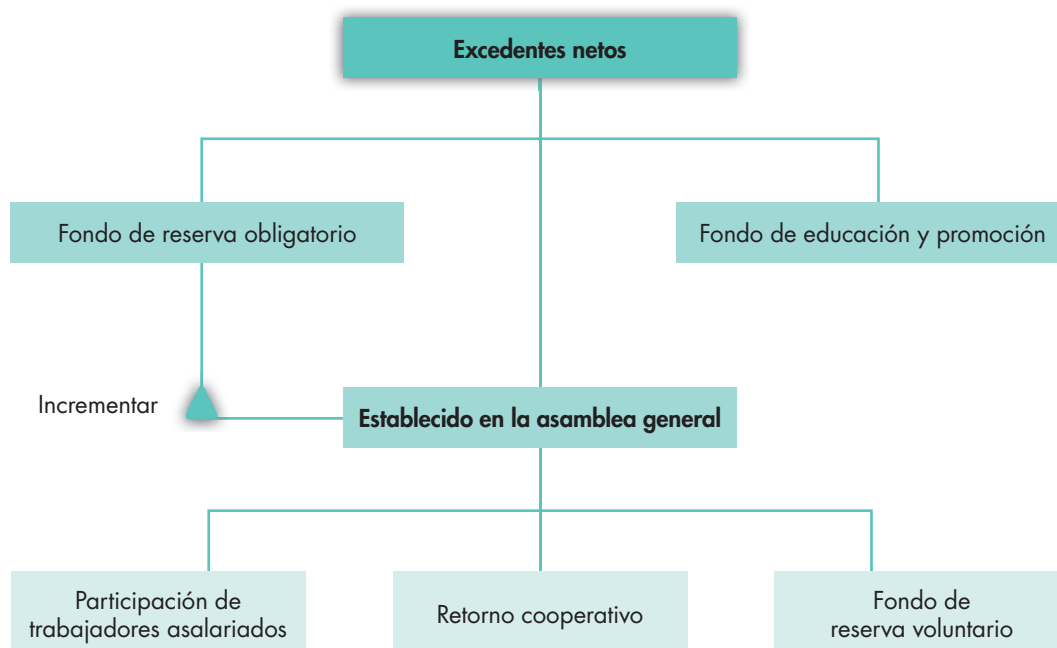 Excedentes netos
Fondo de reserva obligatorio
Fondo de educación y promoción
Incrementar
Establecido en la asamblea general
Participación de
trabajadores asalariados
Retorno cooperativo
Fondo de
reserva voluntario